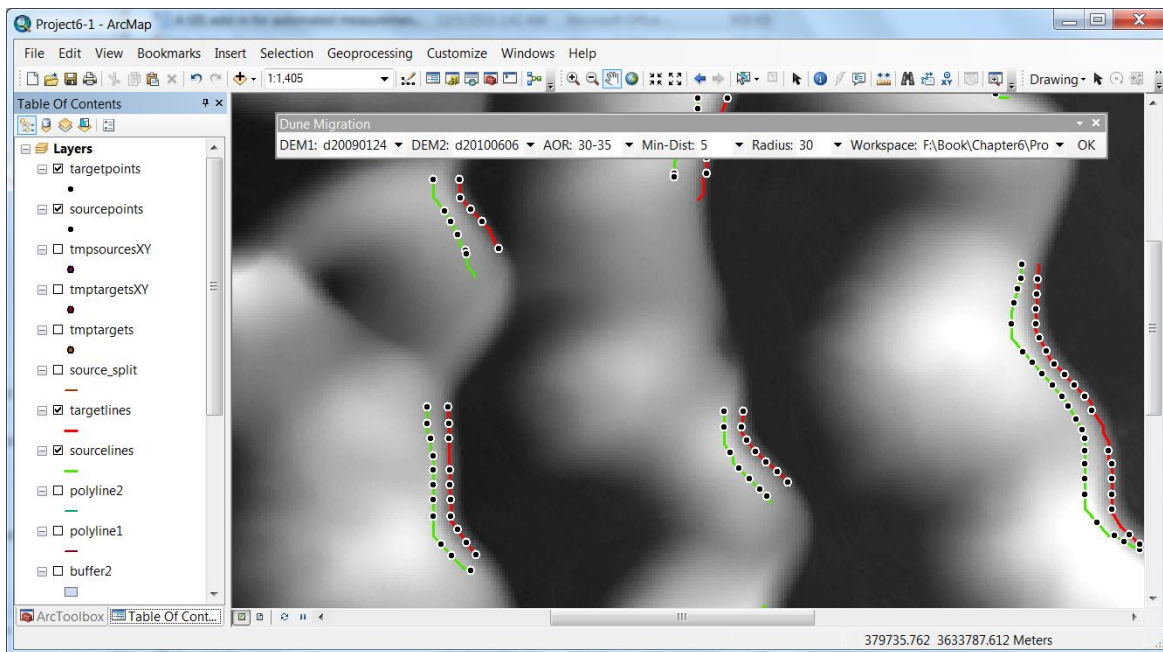 Project6-1 - ArcMap
File Edit View Bookmarks Insert Selection Geoprocessing Customize Windows Help
1:1,405 Drawing
Table Of Contents
Dune Migration
DEM1: d20090124 DEM2: d20100606 AOR: 30-35 Min-Dist: 5 Radius: 30 Workspace: F:\Book\Chapter6\Pro OK
Layers
targetpoints
sourcepoints
tmpsourcesXY
tmptargetsXY
tmptargets
source_split
targetlines
sourcelines
polyline2
polyline1
buffer2
ArcToolbox Table Of Cont...
379735.762 3633787.612 Meters